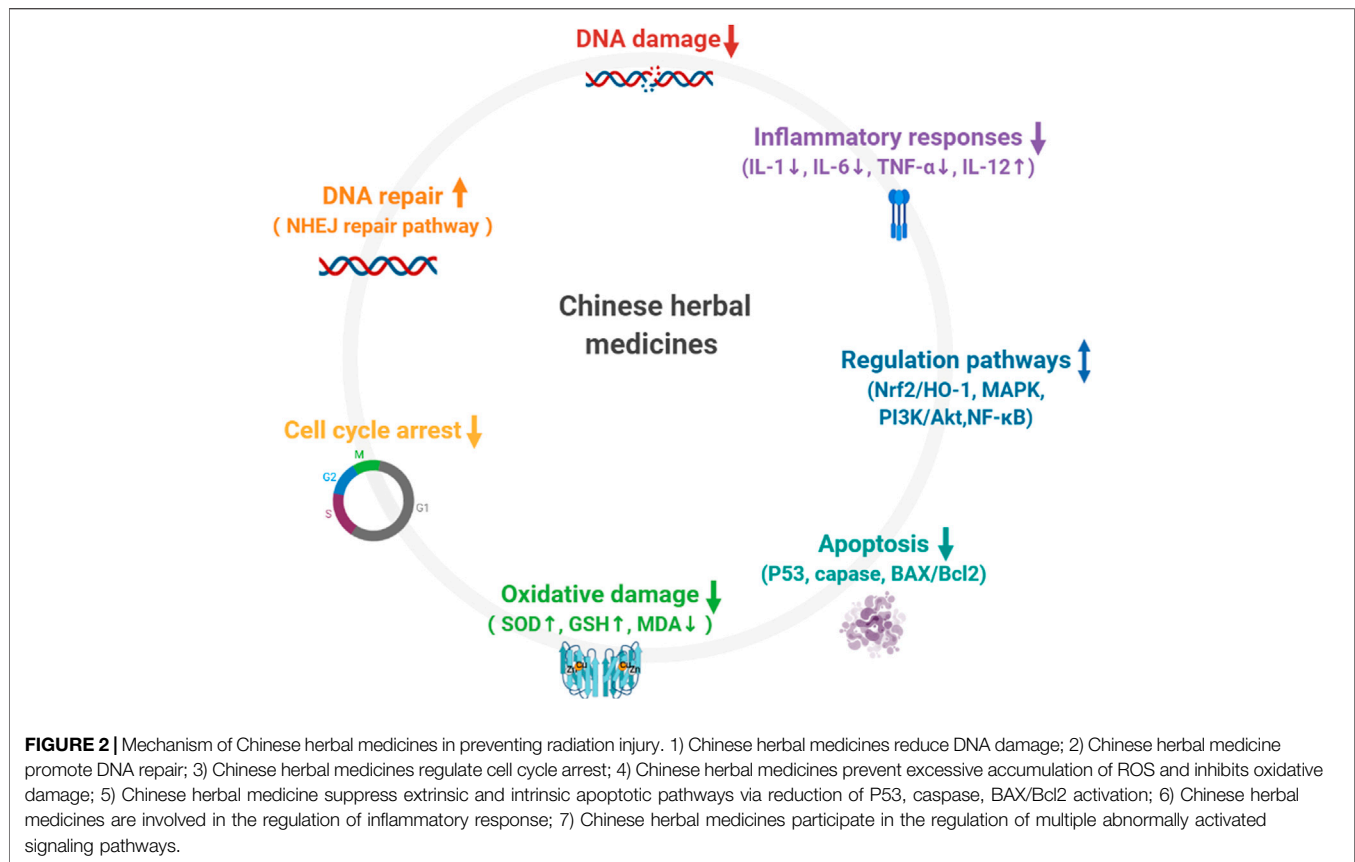 DNA damage↓
Inflammatory responses↓
(IL-1↓, IL-6↓, TNF-α↓, IL-12↑)
DNA repair↑
( NHEJ repair pathway )
Chinese herbal
medicines
Regulation pathways↕
(Nrf2/HO-1, MAPK,
PI3K/Akt,NF-κB)
Cell cycle arrest↓
M
G2
S
G1
Apoptosis↓
(P53, capase, BAX/Bcl2)
Oxidative damage↓
( SOD↑, GSH↑, MDA↓ )
Cu
Zn
Cu
Zn
FIGURE 2 | Mechanism of Chinese herbal medicines in preventing radiation injury. 1) Chinese herbal medicines reduce DNA damage; 2) Chinese herbal medicine
promote DNA repair; 3) Chinese herbal medicines regulate cell cycle arrest; 4) Chinese herbal medicines prevent excessive accumulation of ROS and inhibits oxidative
damage; 5) Chinese herbal medicine suppress extrinsic and intrinsic apoptotic pathways via reduction of P53, caspase, BAX/Bcl2 activation; 6) Chinese herbal
medicines are involved in the regulation of inflammatory response; 7) Chinese herbal medicines participate in the regulation of multiple abnormally activated
signaling pathways.